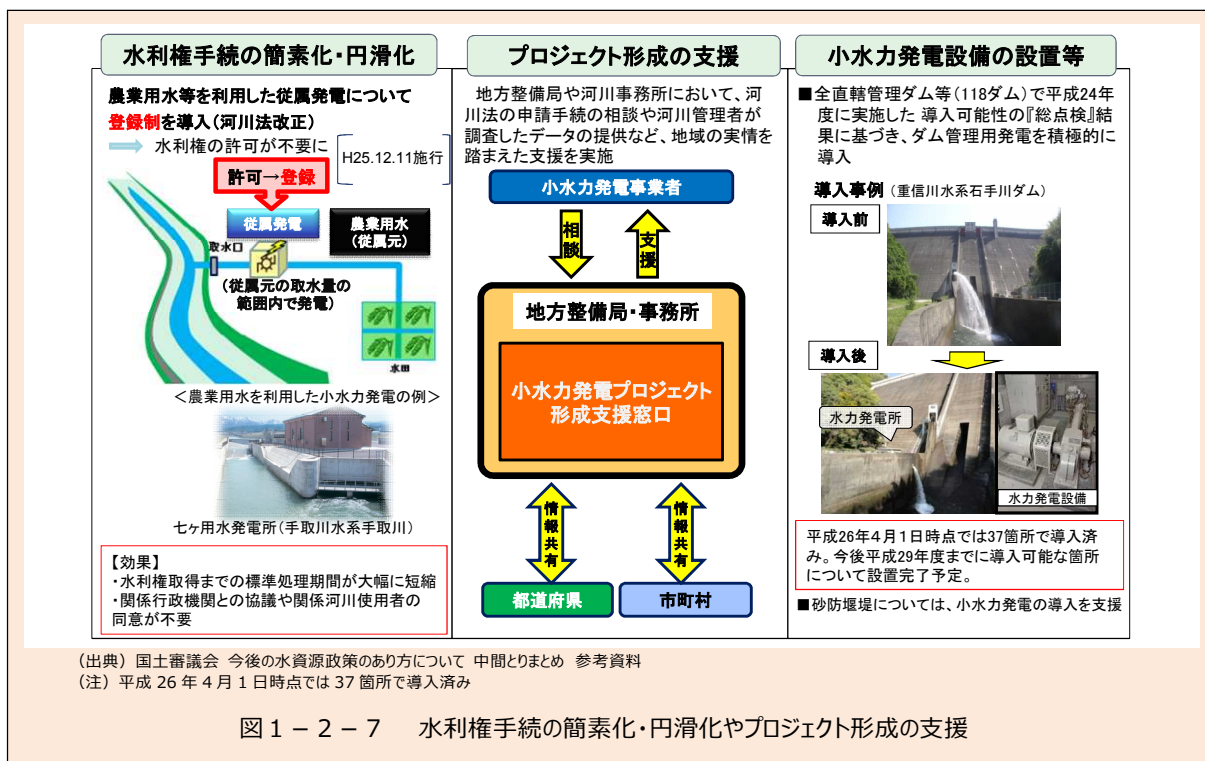 水利権手続の簡素化・円滑化
農業用水等を利用した従属発電について
登録制を導入(河川法改正)
水利権の許可が不要に
H25.12.11施行
許可→登録
従属発電
農業用水
(従属元)
取水口
(従属元の取水量の
範囲内で発電)
水田
＜農業用水を利用した小水力発電の例＞
七ヶ用水発電所(手取川水系手取川)
【効果】
・水利権取得までの標準処理期間が大幅に短縮
・関係行政機関との協議や関係河川使用者の
同意が不要
プロジェクト形成の支援
地方整備局や河川事務所において、河
川法の申請手続の相談や河川管理者が
調査したデータの提供など、地域の実情を
踏まえた支援を実施
小水力発電事業者
相談
支援
地方整備局・事務所
小水力発電プロジェクト
形成支援窓口
情報共有
情報共有
都道府県
市町村
小水力発電設備の設置等
■全直轄管理ダム等(118ダム)で平成24年
度に実施した 導入可能性の『総点検』結
果に基づき、ダム管理用発電を積極的に
導入
導入事例 (重信川水系石手川ダム)
導入前
導入後
水力発電所
水力発電設備
平成26年4月1日時点では37箇所で導入済
み。今後平成29年度までに導入可能な箇所
について設置完了予定。
■砂防堰堤については、小水力発電の導入を支援
(出典) 国土審議会 今後の水資源政策のあり方について 中間とりまとめ 参考資料
(注) 平成 26 年 4 月 1 日時点では 37 箇所で導入済み
図１－２－７ 水利権手続の簡素化・円滑化やプロジェクト形成の支援